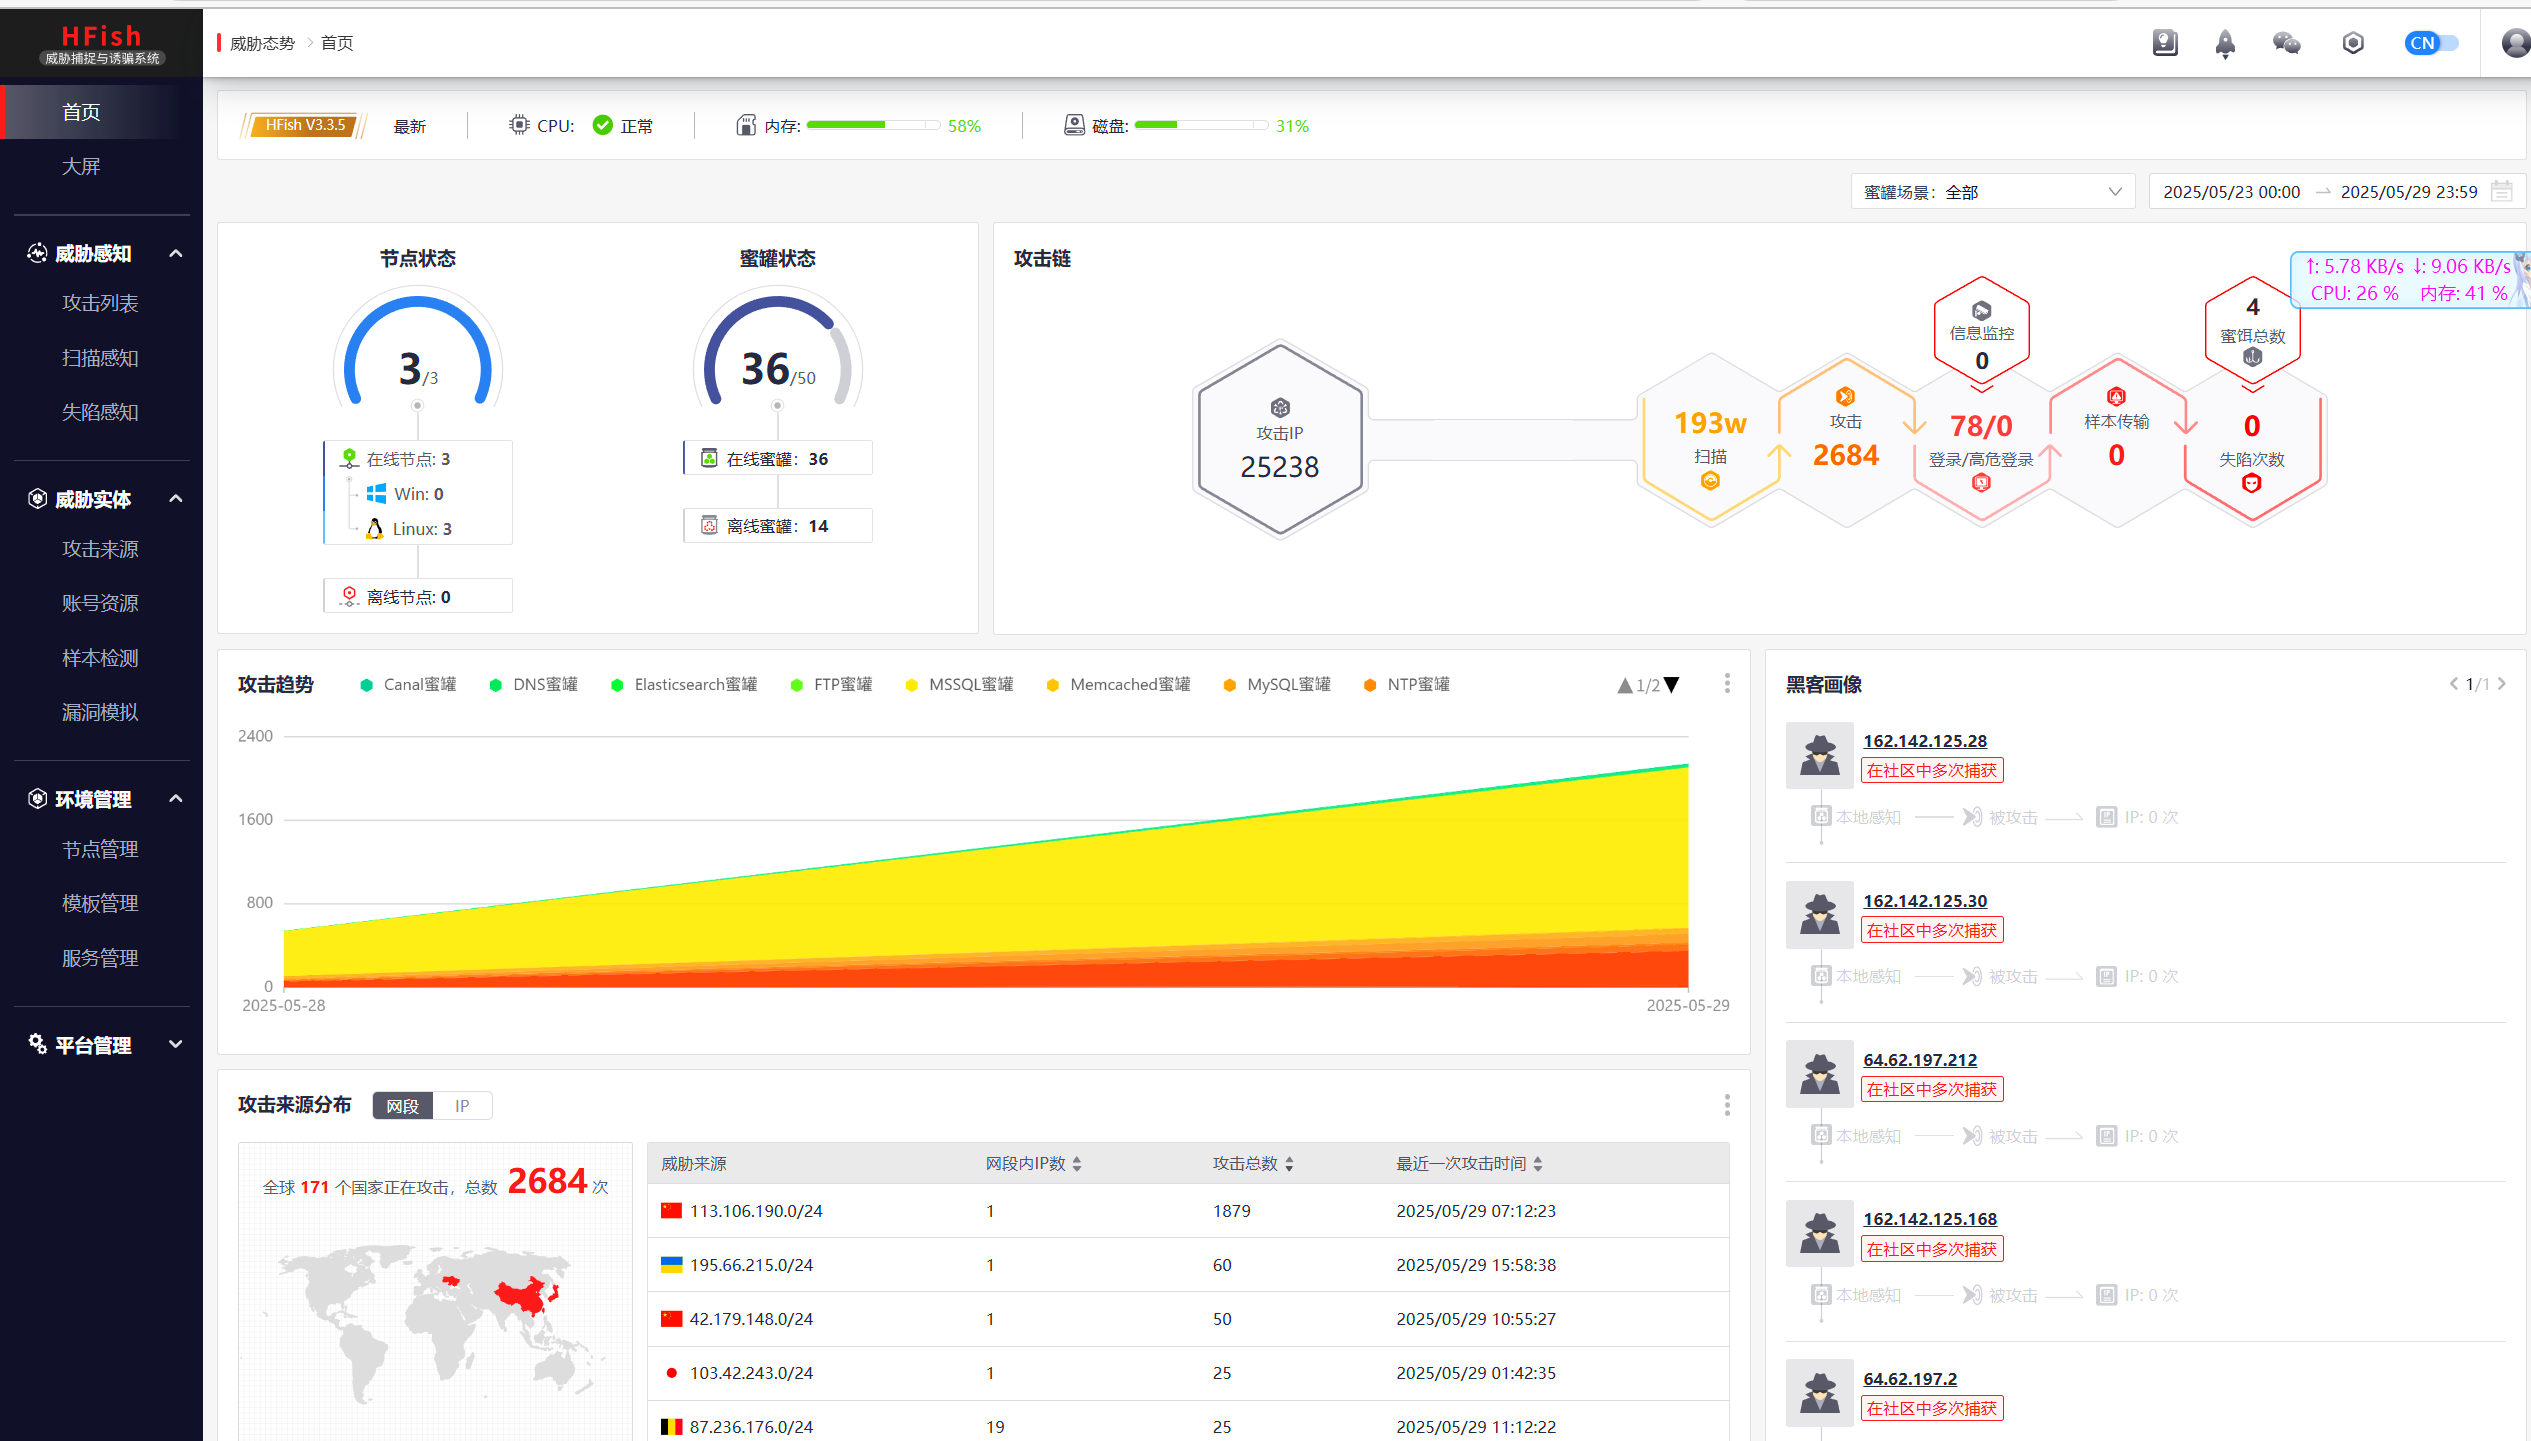 HFish
威胁捕捉与诱骗系统
威胁态势 > 首页
CN
首页
大屏
威胁感知
攻击列表
扫描感知
失陷感知
威胁实体
攻击来源
账号资源
样本检测
漏洞模拟
环境管理
节点管理
模板管理
服务管理
平台管理
HFish V3.3.5 最新 CPU: 正常 内存: 58% 磁盘: 31%
蜜罐场景: 全部 2025/05/23 00:00 → 2025/05/29 23:59
节点状态
3/3
在线节点: 3
Win: 0
Linux: 3
离线节点: 0
蜜罐状态
36/50
在线蜜罐: 36
离线蜜罐: 14
攻击链
↑: 5.78 KB/s ↓: 9.06 KB/s
CPU: 26 % 内存: 41 %
攻击IP
25238
193w
扫描
攻击
2684
信息监控
0
78/0
登录/高危登录
样本传输
0
4
蜜饵总数
0
失陷次数
攻击趋势 Canal蜜罐 DNS蜜罐 Elasticsearch蜜罐 FTP蜜罐 MSSQL蜜罐 Memcached蜜罐 MySQL蜜罐 NTP蜜罐 1/2
2400
1600
800
0
2025-05-28 2025-05-29
黑客画像 < 1/1 >
162.142.125.28
在社区中多次捕获
本地感知 被攻击 IP: 0 次
162.142.125.30
在社区中多次捕获
本地感知 被攻击 IP: 0 次
64.62.197.212
在社区中多次捕获
本地感知 被攻击 IP: 0 次
162.142.125.168
在社区中多次捕获
本地感知 被攻击 IP: 0 次
64.62.197.2
在社区中多次捕获
攻击来源分布 网段 IP
全球 171 个国家正在攻击，总数 2684 次
威胁来源 网段内IP数 攻击总数 最近一次攻击时间
113.106.190.0/24 1 1879 2025/05/29 07:12:23
195.66.215.0/24 1 60 2025/05/29 15:58:38
42.179.148.0/24 1 50 2025/05/29 10:55:27
103.42.243.0/24 1 25 2025/05/29 01:42:35
87.236.176.0/24 19 25 2025/05/29 11:12:22